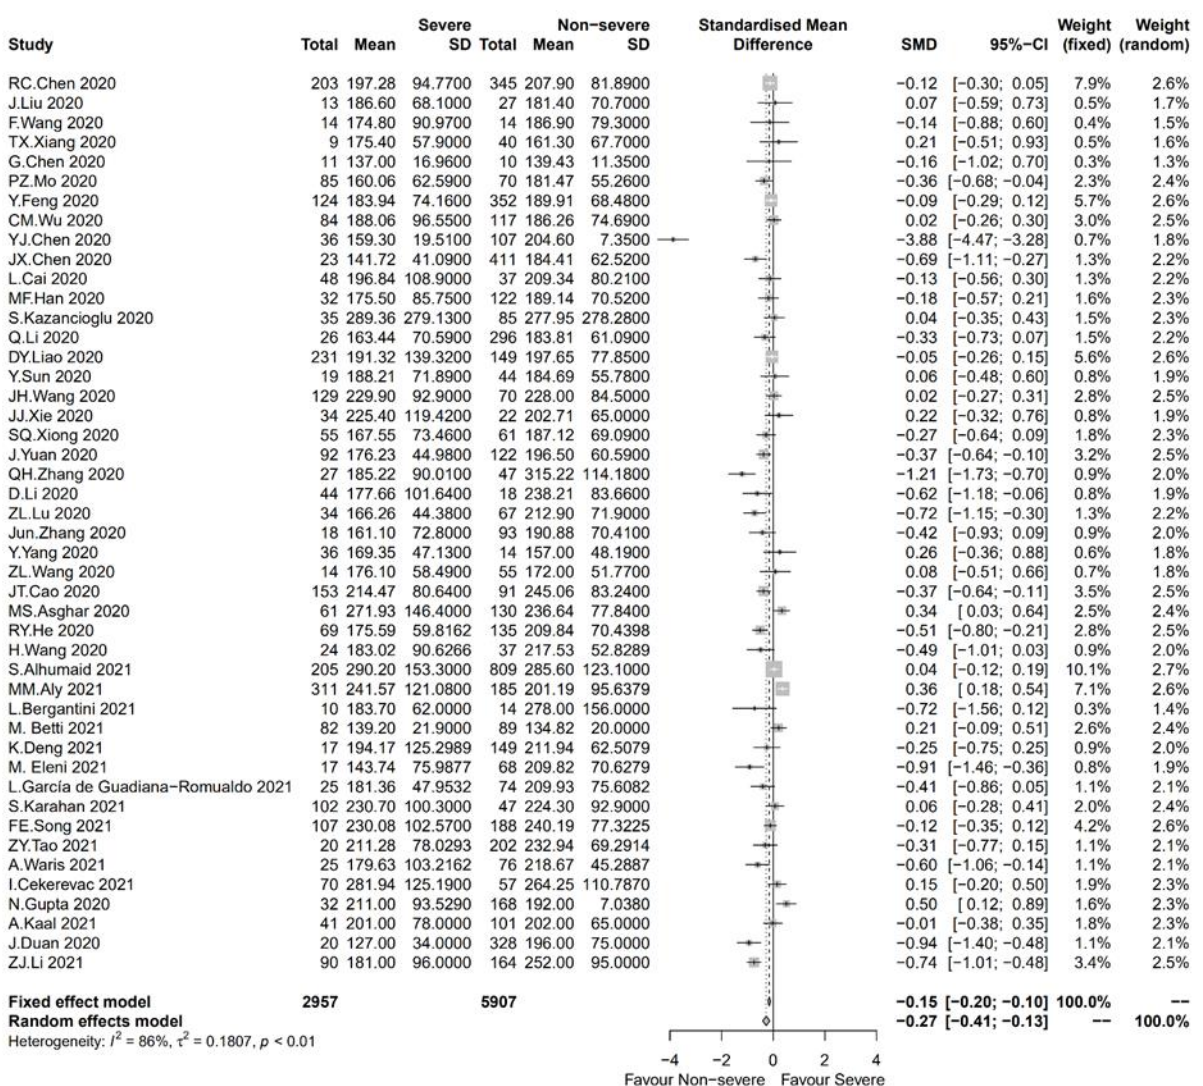 Severe Non−severe Standardised Mean Weight Weight
Study Total Mean SD Total Mean SD Difference SMD 95%−CI (fixed) (random)
RC.Chen 2020 203 197.28 94.7700 345 207.90 81.8900 −0.12 [−0.30; 0.05] 7.9% 2.6%
J.Liu 2020 13 186.60 68.1000 27 181.40 70.7000 0.07 [−0.59; 0.73] 0.5% 1.7%
F.Wang 2020 14 174.80 90.9700 14 186.90 79.3000 −0.14 [−0.88; 0.60] 0.4% 1.5%
TX.Xiang 2020 9 175.40 57.9000 40 161.30 67.7000 0.21 [−0.51; 0.93] 0.5% 1.6%
G.Chen 2020 11 137.00 16.9600 10 139.43 11.3500 −0.16 [−1.02; 0.70] 0.3% 1.3%
PZ.Mo 2020 85 160.06 62.5900 70 181.47 55.2600 −0.36 [−0.68; −0.04] 2.3% 2.4%
Y.Feng 2020 124 183.94 74.1600 352 189.91 68.4800 −0.09 [−0.29; 0.12] 5.7% 2.6%
CM.Wu 2020 84 188.06 96.5500 117 186.26 74.6900 0.02 [−0.26; 0.30] 3.0% 2.5%
YJ.Chen 2020 36 159.30 19.5100 107 204.60 7.3500 −3.88 [−4.47; −3.28] 0.7% 1.8%
JX.Chen 2020 23 141.72 41.0900 411 184.41 62.5200 −0.69 [−1.11; −0.27] 1.3% 2.2%
L.Cai 2020 48 196.84 108.9000 37 209.34 80.2100 −0.13 [−0.56; 0.30] 1.3% 2.2%
MF.Han 2020 32 175.50 85.7500 122 189.14 70.5200 −0.18 [−0.57; 0.21] 1.6% 2.3%
S.Kazancioglu 2020 35 289.36 279.1300 85 277.95 278.2800 0.04 [−0.35; 0.43] 1.5% 2.3%
Q.Li 2020 26 163.44 70.5900 296 183.81 61.0900 −0.33 [−0.73; 0.07] 1.5% 2.2%
DY.Liao 2020 231 191.32 139.3200 149 197.65 77.8500 −0.05 [−0.26; 0.15] 5.6% 2.6%
Y.Sun 2020 19 188.21 71.8900 44 184.69 55.7800 0.06 [−0.48; 0.60] 0.8% 1.9%
JH.Wang 2020 129 229.90 92.9000 70 228.00 84.5000 0.02 [−0.27; 0.31] 2.8% 2.5%
JJ.Xie 2020 34 225.40 119.4200 22 202.71 65.0000 0.22 [−0.32; 0.76] 0.8% 1.9%
SQ.Xiong 2020 55 167.55 73.4600 61 187.12 69.0900 −0.27 [−0.64; 0.09] 1.8% 2.3%
J.Yuan 2020 92 176.23 44.9800 122 196.50 60.5900 −0.37 [−0.64; −0.10] 3.2% 2.5%
QH.Zhang 2020 27 185.22 90.0100 47 315.22 114.1800 −1.21 [−1.73; −0.70] 0.9% 2.0%
D.Li 2020 44 177.66 101.6400 18 238.21 83.6600 −0.62 [−1.18; −0.06] 0.8% 1.9%
ZL.Lu 2020 34 166.26 44.3800 67 212.90 71.9000 −0.72 [−1.15; −0.30] 1.3% 2.2%
Jun.Zhang 2020 18 161.10 72.8000 93 190.88 70.4100 −0.42 [−0.93; 0.09] 0.9% 2.0%
Y.Yang 2020 36 169.35 47.1300 14 157.00 48.1900 0.26 [−0.36; 0.88] 0.6% 1.8%
ZL.Wang 2020 14 176.10 58.4900 55 172.00 51.7700 0.08 [−0.51; 0.66] 0.7% 1.8%
JT.Cao 2020 153 214.47 80.6400 91 245.06 83.2400 −0.37 [−0.64; −0.11] 3.5% 2.5%
MS.Asghar 2020 61 271.93 146.4000 130 236.64 77.8400 0.34 [ 0.03; 0.64] 2.5% 2.4%
RY.He 2020 69 175.59 59.8162 135 209.84 70.4398 −0.51 [−0.80; −0.21] 2.8% 2.5%
H.Wang 2020 24 183.02 90.6266 37 217.53 52.8289 −0.49 [−1.01; 0.03] 0.9% 2.0%
S.Alhumaid 2021 205 290.20 153.3000 809 285.60 123.1000 0.04 [−0.12; 0.19] 10.1% 2.7%
MM.Aly 2021 311 241.57 121.0800 185 201.19 95.6379 0.36 [ 0.18; 0.54] 7.1% 2.6%
L.Bergantini 2021 10 183.70 62.0000 14 278.00 156.0000 −0.72 [−1.56; 0.12] 0.3% 1.4%
M. Betti 2021 82 139.20 21.9000 89 134.82 20.0000 0.21 [−0.09; 0.51] 2.6% 2.4%
K.Deng 2021 17 194.17 125.2989 149 211.94 62.5079 −0.25 [−0.75; 0.25] 0.9% 2.0%
M. Eleni 2021 17 143.74 75.9877 68 209.82 70.6279 −0.91 [−1.46; −0.36] 0.8% 1.9%
L.García de Guadiana−Romualdo 2021 25 181.36 47.9532 74 209.93 75.6082 −0.41 [−0.86; 0.05] 1.1% 2.1%
S.Karahan 2021 102 230.70 100.3000 47 224.30 92.9000 0.06 [−0.28; 0.41] 2.0% 2.4%
FE.Song 2021 107 230.08 102.5700 188 240.19 77.3225 −0.12 [−0.35; 0.12] 4.2% 2.6%
ZY.Tao 2021 20 211.28 78.0293 202 232.94 69.2914 −0.31 [−0.77; 0.15] 1.1% 2.1%
A.Waris 2021 25 179.63 103.2162 76 218.67 45.2887 −0.60 [−1.06; −0.14] 1.1% 2.1%
I.Cekerevac 2021 70 281.94 125.1900 57 264.25 110.7870 0.15 [−0.20; 0.50] 1.9% 2.3%
N.Gupta 2020 32 211.00 93.5290 168 192.00 7.0380 0.50 [ 0.12; 0.89] 1.6% 2.3%
A.Kaal 2021 41 201.00 78.0000 101 202.00 65.0000 −0.01 [−0.38; 0.35] 1.8% 2.3%
J.Duan 2020 20 127.00 34.0000 328 196.00 75.0000 −0.94 [−1.40; −0.48] 1.1% 2.1%
ZJ.Li 2021 90 181.00 96.0000 164 252.00 95.0000 −0.74 [−1.01; −0.48] 3.4% 2.5%
Fixed effect model 2957 5907 −0.15 [−0.20; −0.10] 100.0% −−
Random effects model −0.27 [−0.41; −0.13] −− 100.0%
Heterogeneity: I² = 86%, τ² = 0.1807, p < 0.01
−4 −2 0 2 4
Favour Non−severe Favour Severe